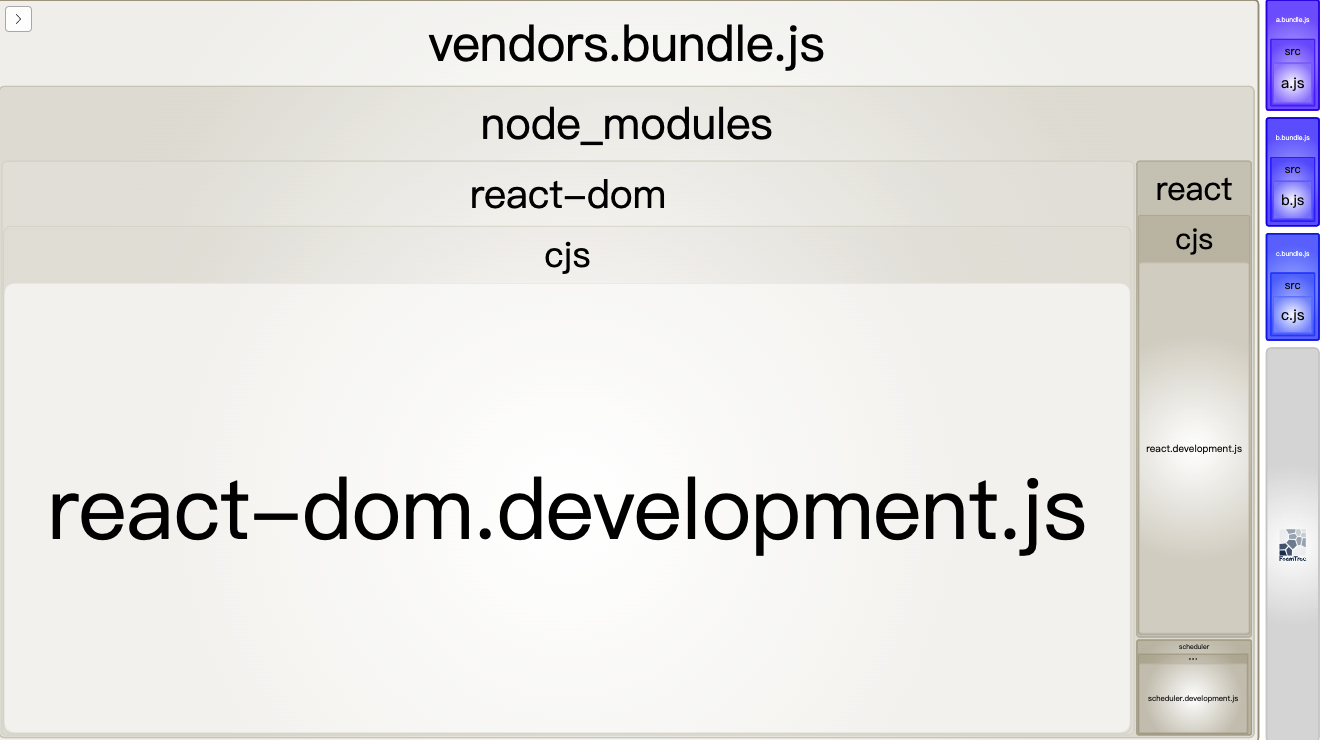 vendors.bundle.js
node_modules
react-dom
cjs
react-dom.development.js
react
cjs
react.development.js
scheduler
...
scheduler.development.js
a.bundle.js
src
a.js
b.bundle.js
src
b.js
c.bundle.js
src
c.js
FoamTree